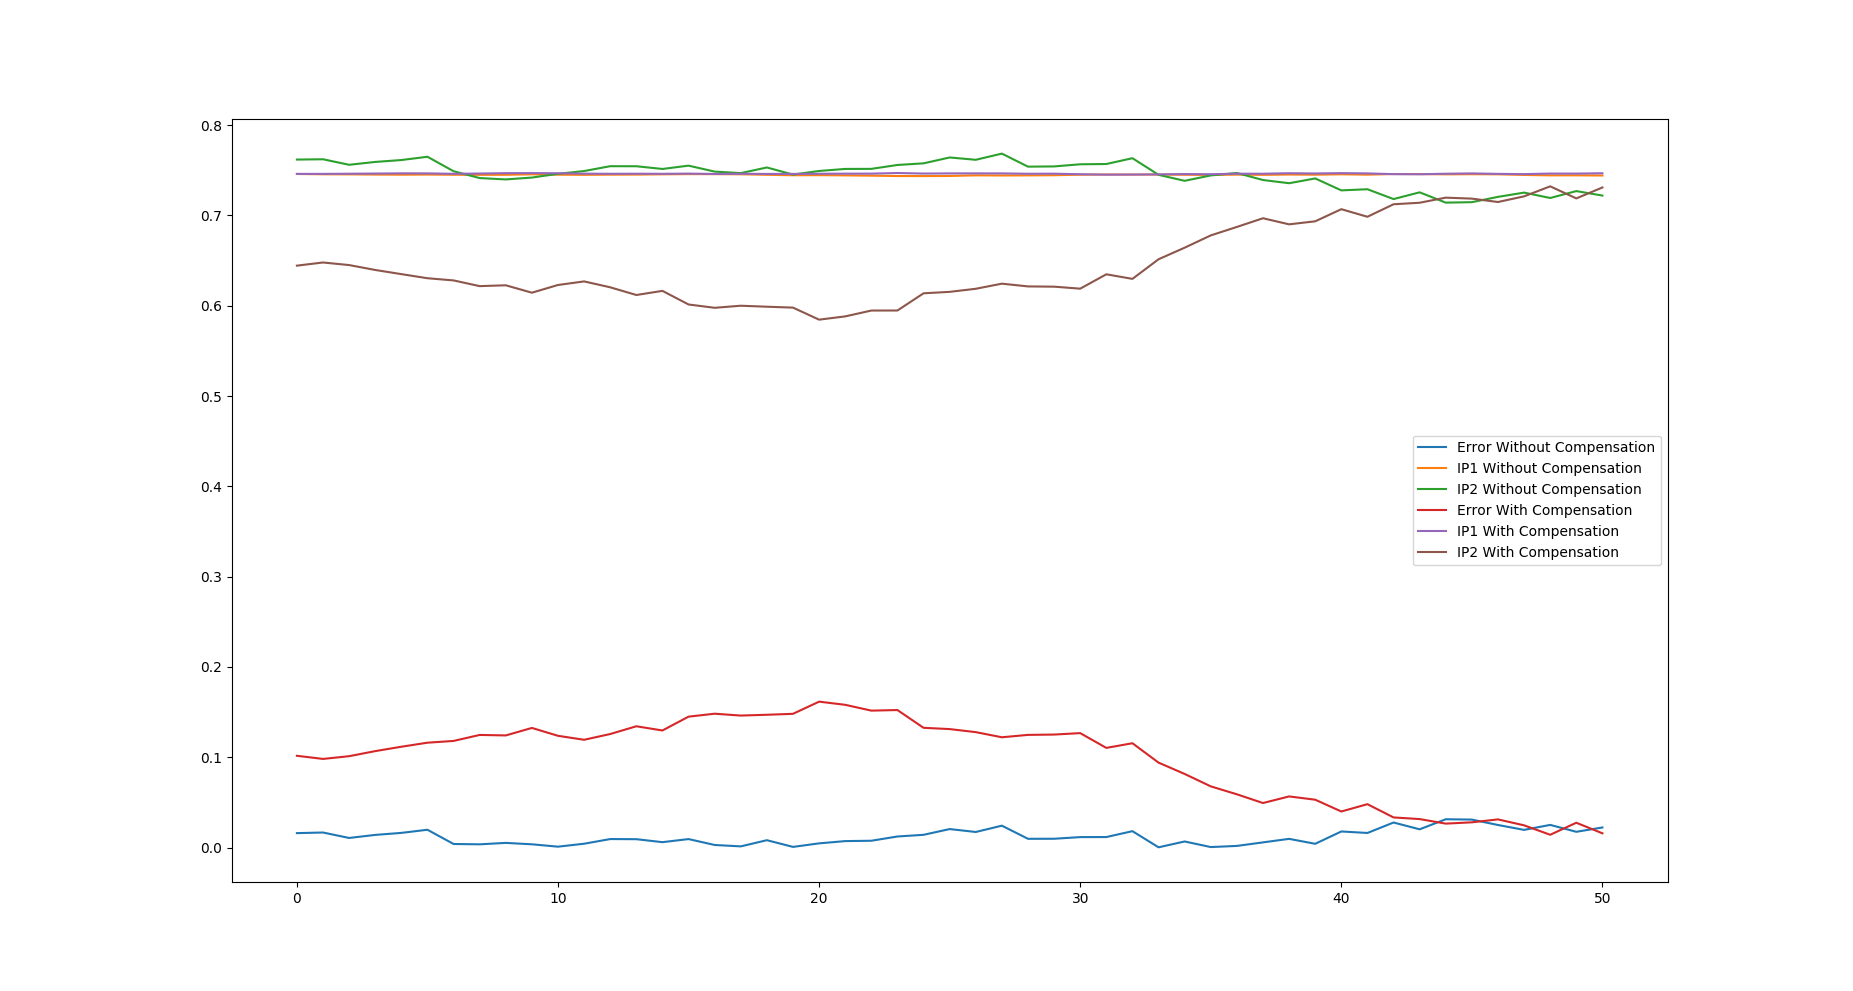 0.8
0.7
0.6
0.5
0.4
0.3
0.2
0.1
0.0
0 10 20 30 40 50
Error Without Compensation
IP1 Without Compensation
IP2 Without Compensation
Error With Compensation
IP1 With Compensation
IP2 With Compensation